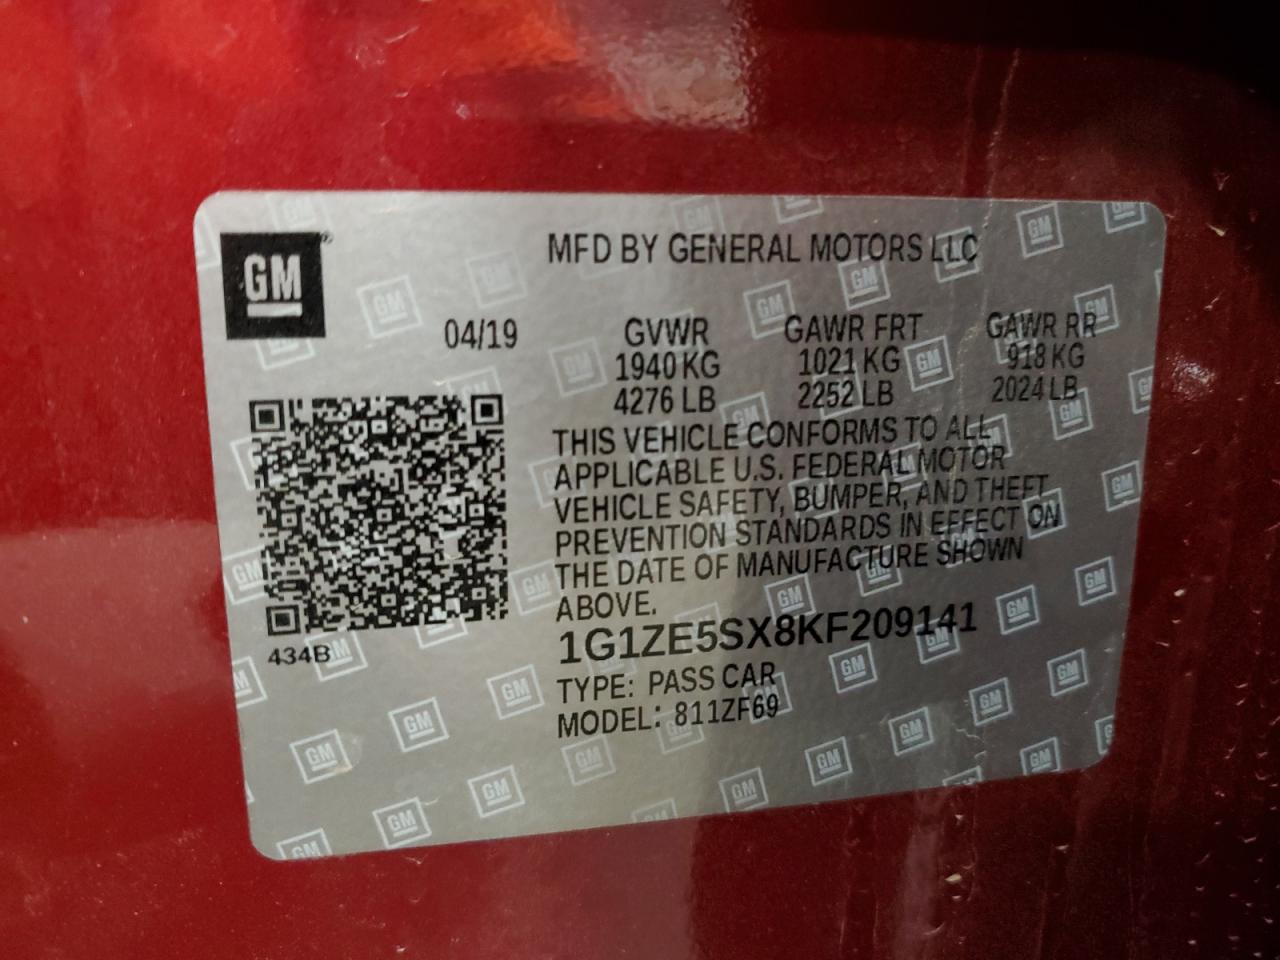 GM®
MFD BY GENERAL MOTORS LLC
04/19
GVWR
1940 KG
4276 LB
GAWR FRT
1021 KG
2252 LB
GAWR RR
918 KG
2024 LB
THIS VEHICLE CONFORMS TO ALL
APPLICABLE U.S. FEDERAL MOTOR
VEHICLE SAFETY, BUMPER, AND THEFT
PREVENTION STANDARDS IN EFFECT ON
THE DATE OF MANUFACTURE SHOWN
ABOVE.
1G1ZE5SX8KF209141
TYPE: PASS CAR
MODEL: 811ZF69
434B